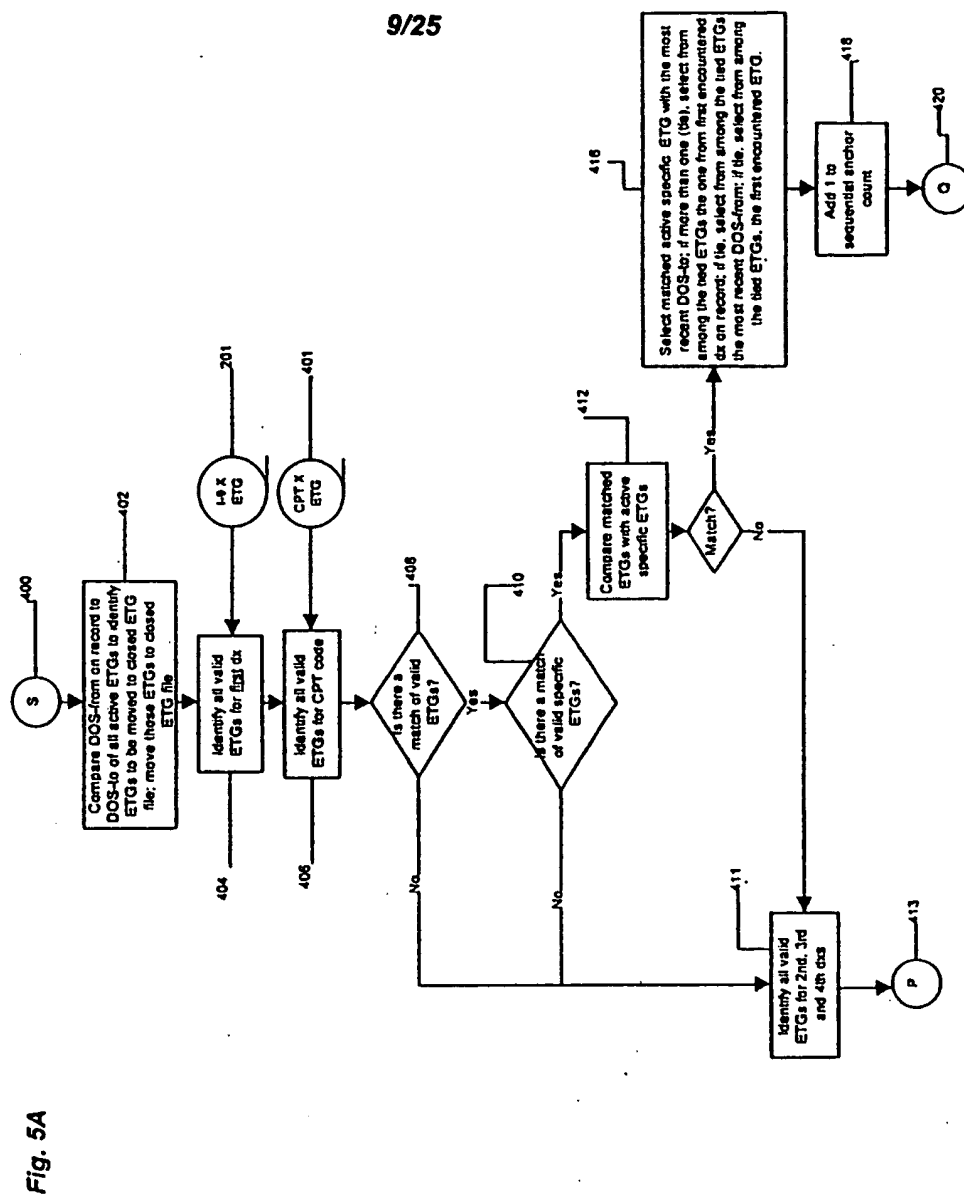 9/25
Fig. 5A
S
400
Compare DOS-from on record to
DOS-to of all active ETGs to identify
ETGs to be moved to closed ETG
file; move those ETGs to closed
ETG file
402
I-9 X
ETG
201
Identify all valid
ETGs for first dx
404
CPT X
ETG
401
Identify all valid
ETGs for CPT code
406
Is there a
match of valid
ETGs?
408
No
Yes
Is there a match
of valid specific
ETGs?
410
No
Yes
Compare matched
ETGs with active
specific ETGs
412
Match?
Yes
No
Select matched active specific ETG with the most
recent DOS-to; if more than one (tie), select from
among the tied ETGs the one from first encountered
dx on record; if tie, select from among the tied ETGs
the most recent DOS-from; if tie, select from among
the tied ETGs, the first encountered ETG.
416
Add 1 to
sequential anchor
count
418
Q
420
Identify all valid
ETGs for 2nd, 3rd
and 4th dxs
411
P
413